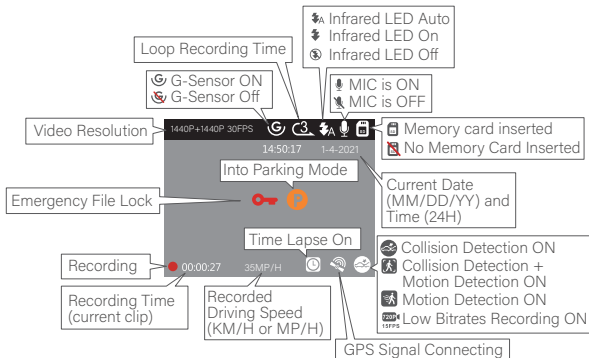 Infrared LED Auto
Infrared LED On
Infrared LED Off
Loop Recording Time
G-Sensor ON
G-Sensor Off
MIC is ON
MIC is OFF
Video Resolution
1440P+1440P 30FPS
3
A
Memory card inserted
No Memory Card Inserted
14:50:17
1-4-2021
Into Parking Mode
P
Current Date
(MM/DD/YY) and
Time (24H)
Emergency File Lock
Time Lapse On
Recording
00:00:27
35MP/H
Recording Time
(current clip)
Recorded
Driving Speed
(KM/H or MP/H)
Collision Detection ON
Collision Detection +
Motion Detection ON
Motion Detection ON
720P
15FPS
Low Bitrates Recording ON
GPS Signal Connecting